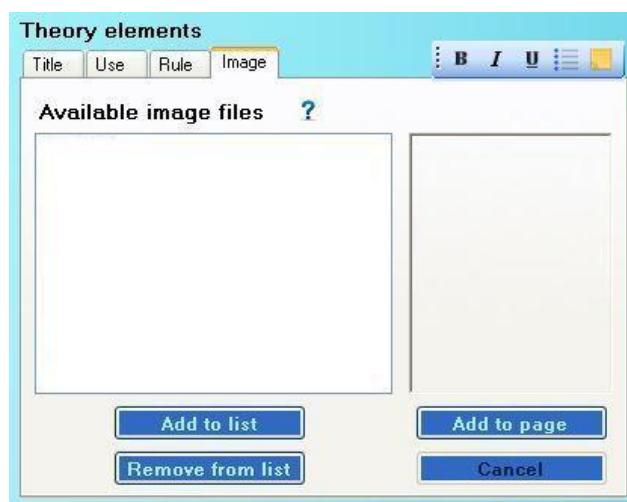 Theory elements
Title Use Rule Image B I U
Available image files ?
Add to list Add to page
Remove from list Cancel